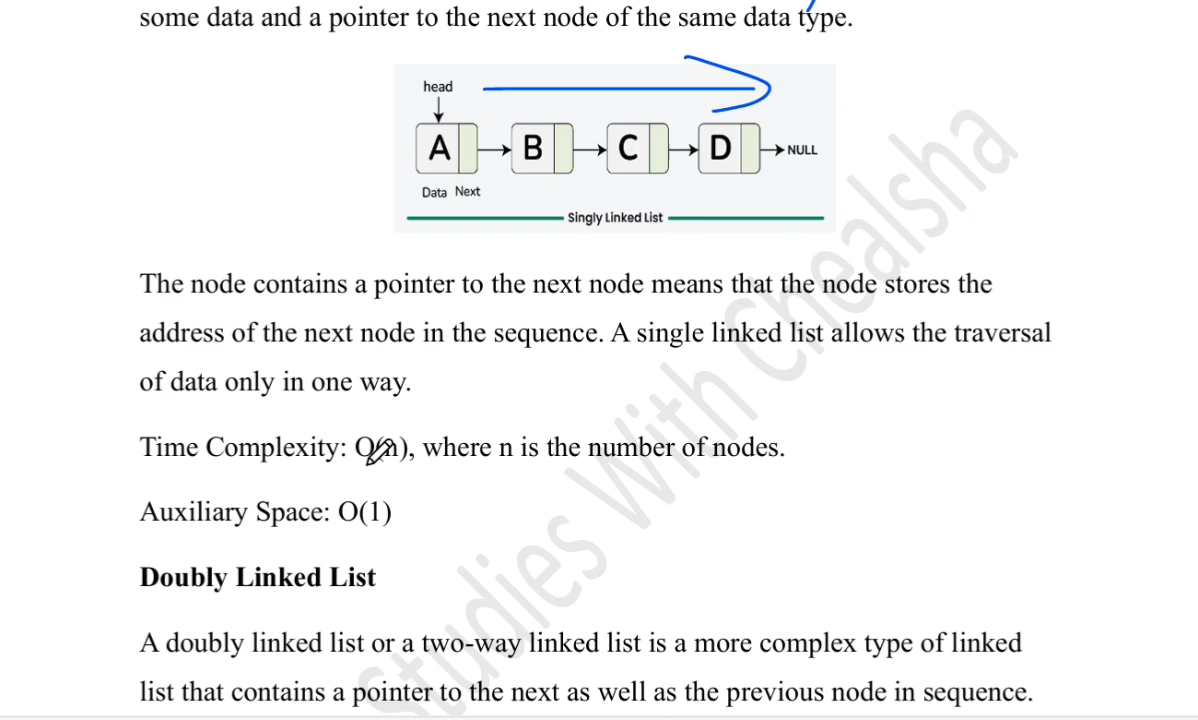 some data and a pointer to the next node of the same data type.
head
A B C D NULL
Data Next
Singly Linked List
The node contains a pointer to the next node means that the node stores the
address of the next node in the sequence. A single linked list allows the traversal
of data only in one way.
Time Complexity: O(n), where n is the number of nodes.
Auxiliary Space: O(1)
Doubly Linked List
A doubly linked list or a two-way linked list is a more complex type of linked
list that contains a pointer to the next as well as the previous node in sequence.
Studies With Chealsha